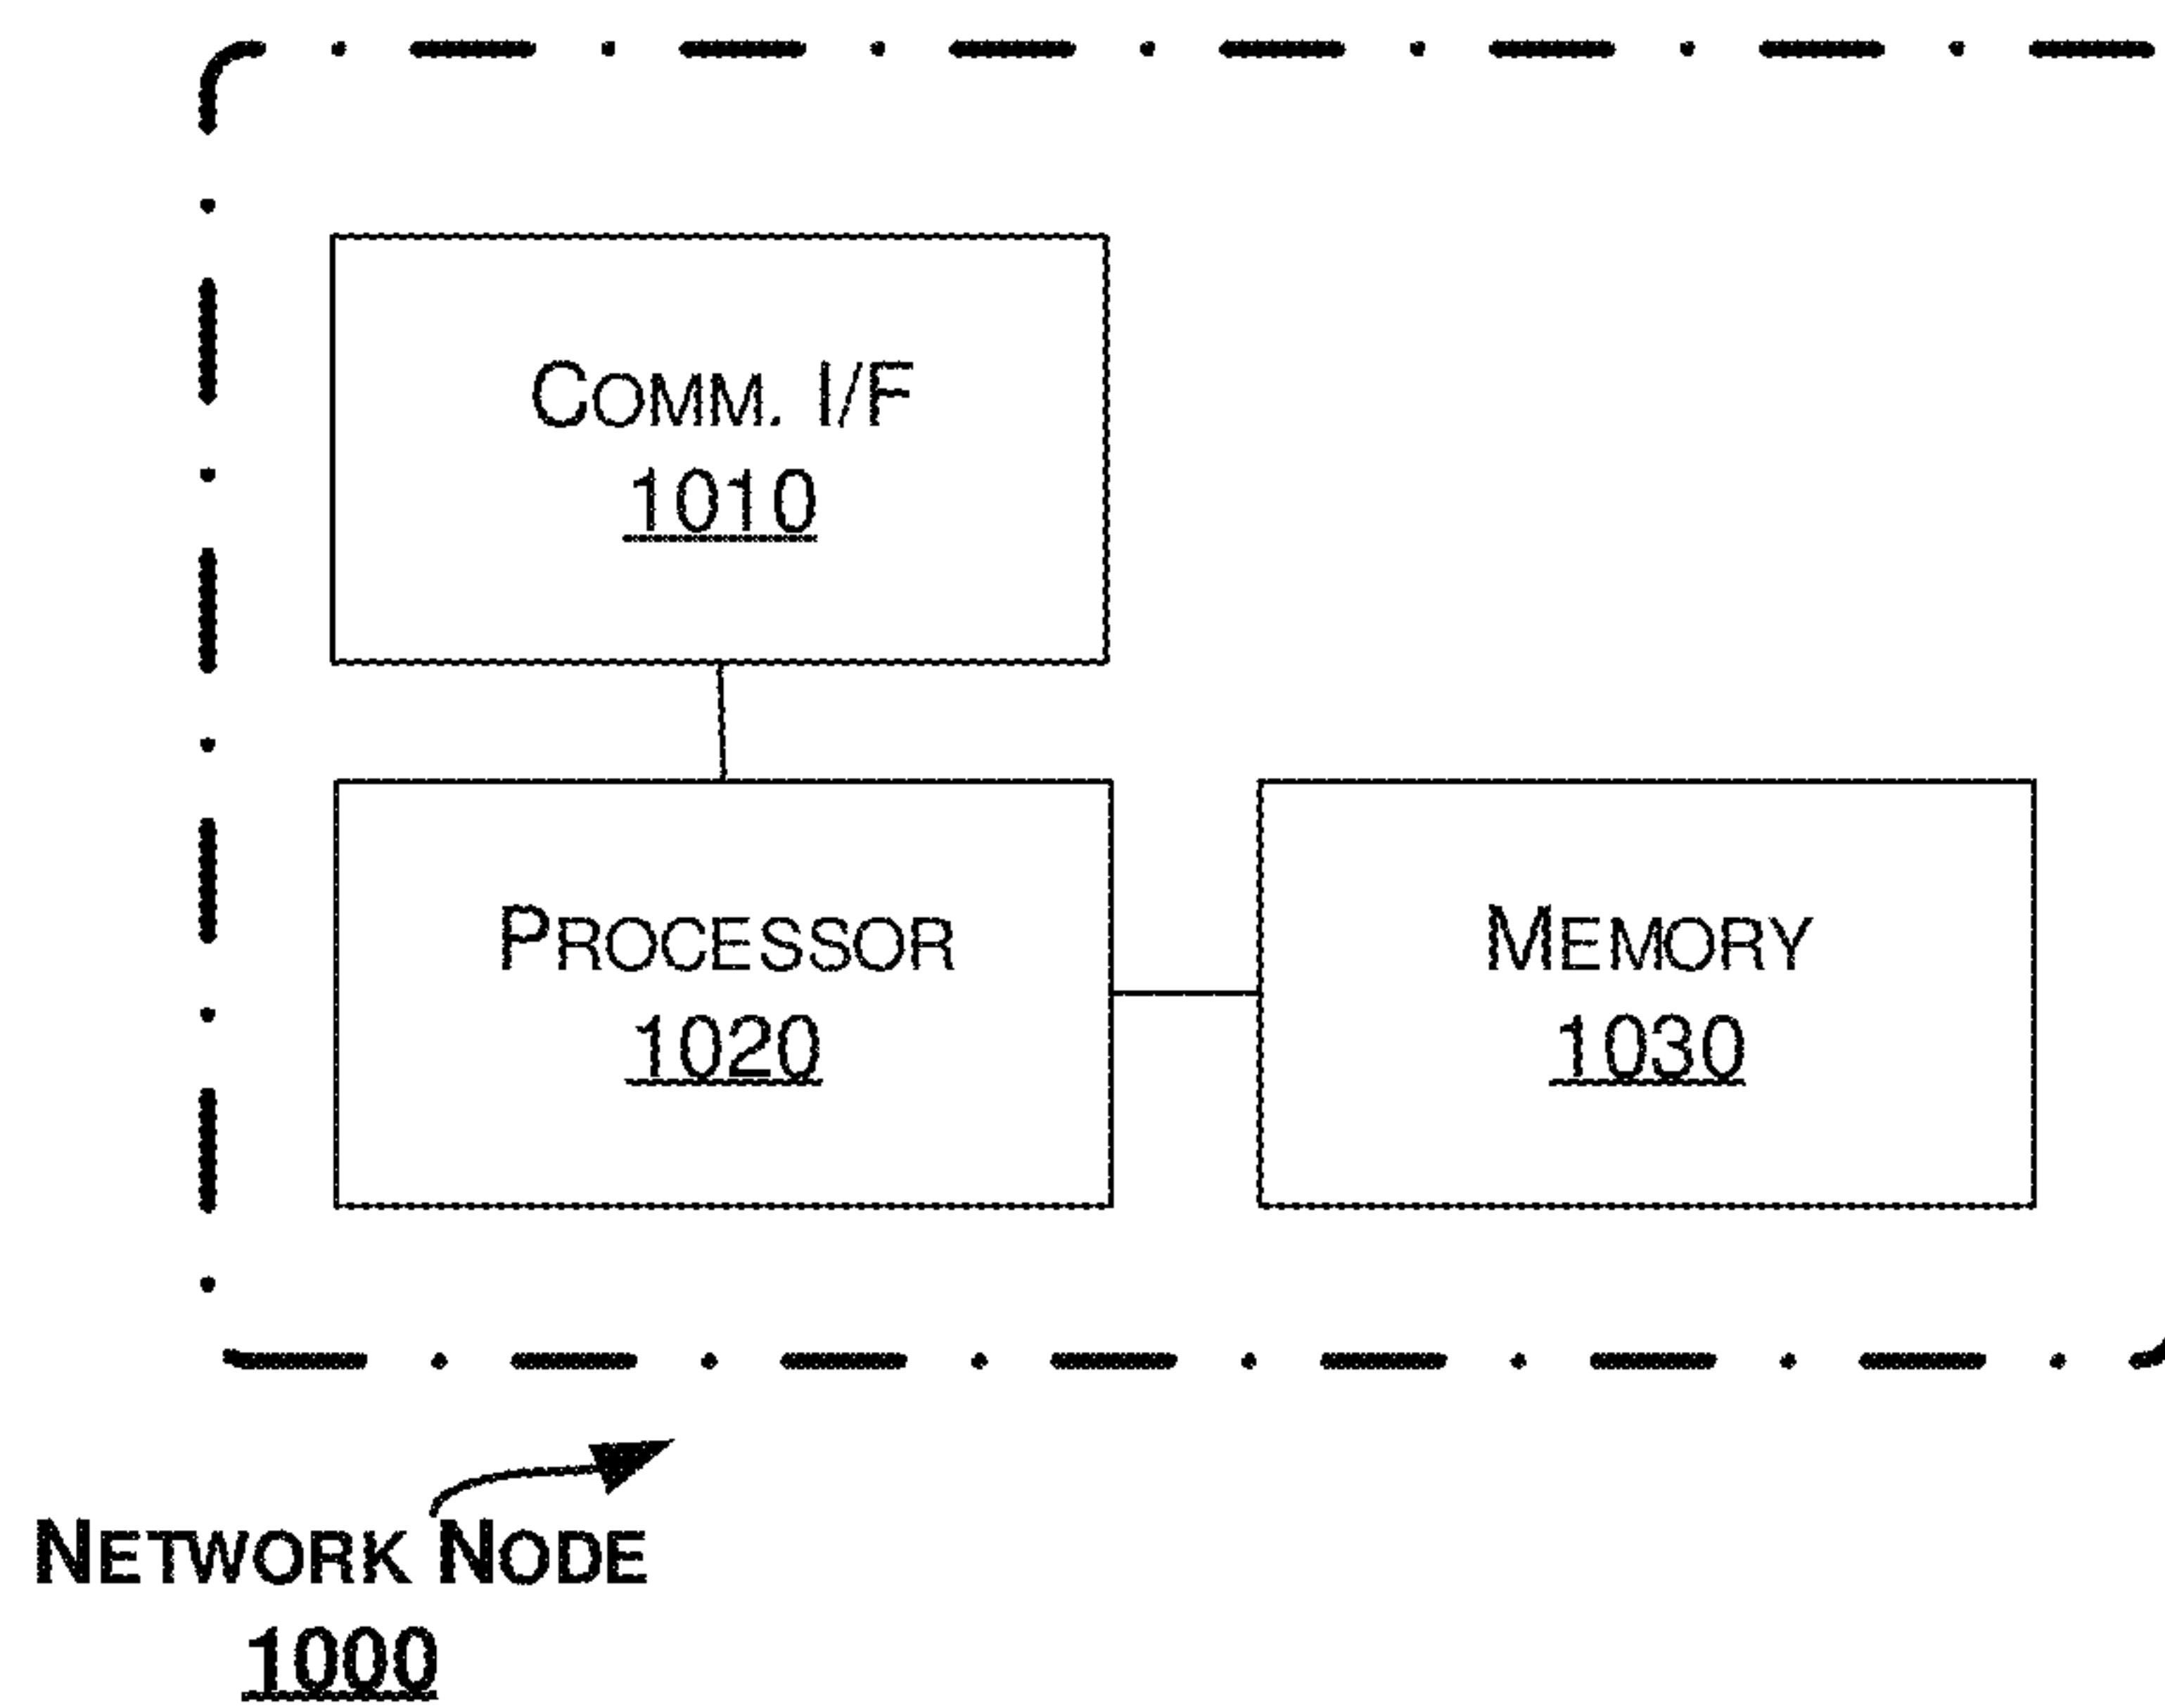 COMM. I/F
1010
PROCESSOR
1020
MEMORY
1030
NETWORK NODE
1000